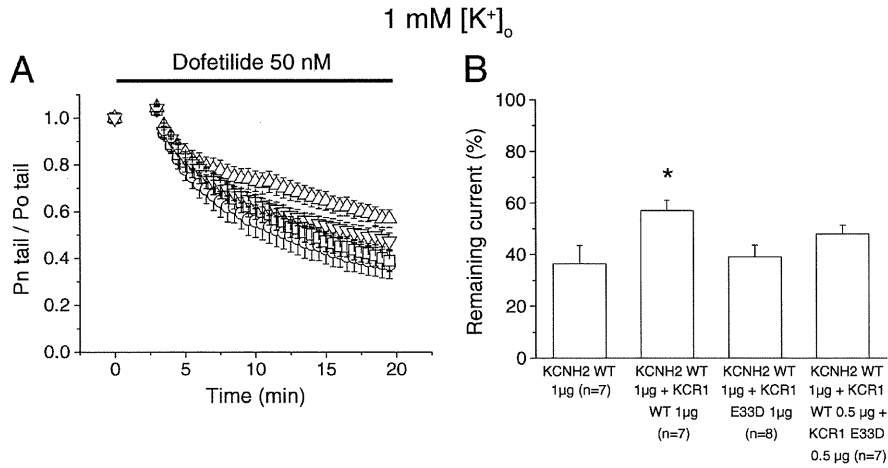 1 mM [K⁺]ₒ
A
Dofetilide 50 nM
Pn tail / Po tail
1.0
0.8
0.6
0.4
0.2
0.0
0
5
10
15
20
Time (min)
B
Remaining current (%)
100
80
60
40
20
0
*
KCNH2 WT
1µg (n=7)
KCNH2 WT
1µg + KCR1
WT 1µg
(n=7)
KCNH2 WT
1µg + KCR1
E33D 1µg
(n=8)
KCNH2 WT
1µg + KCR1
WT 0.5 µg +
KCR1 E33D
0.5 µg (n=7)